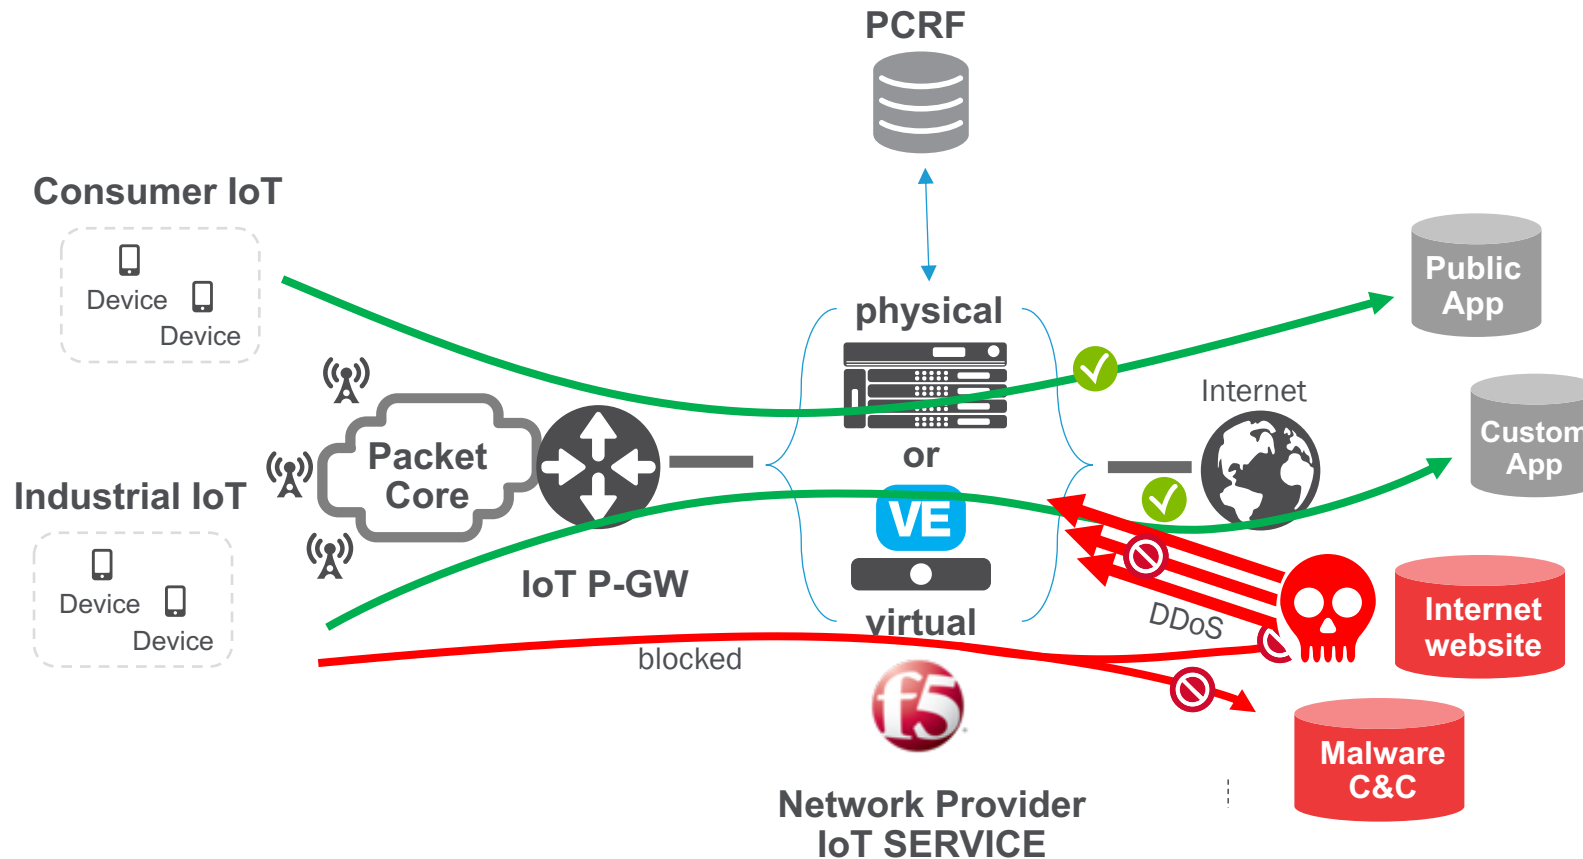 PCRF
Consumer IoT
Device
Device
physical
Public
App
Internet
Packet
Core
or
Custom
App
Industrial IoT
VE
Device
Device
IoT P-GW
virtual
DDoS
Internet
website
blocked
f5
Malware
C&C
Network Provider
IoT SERVICE